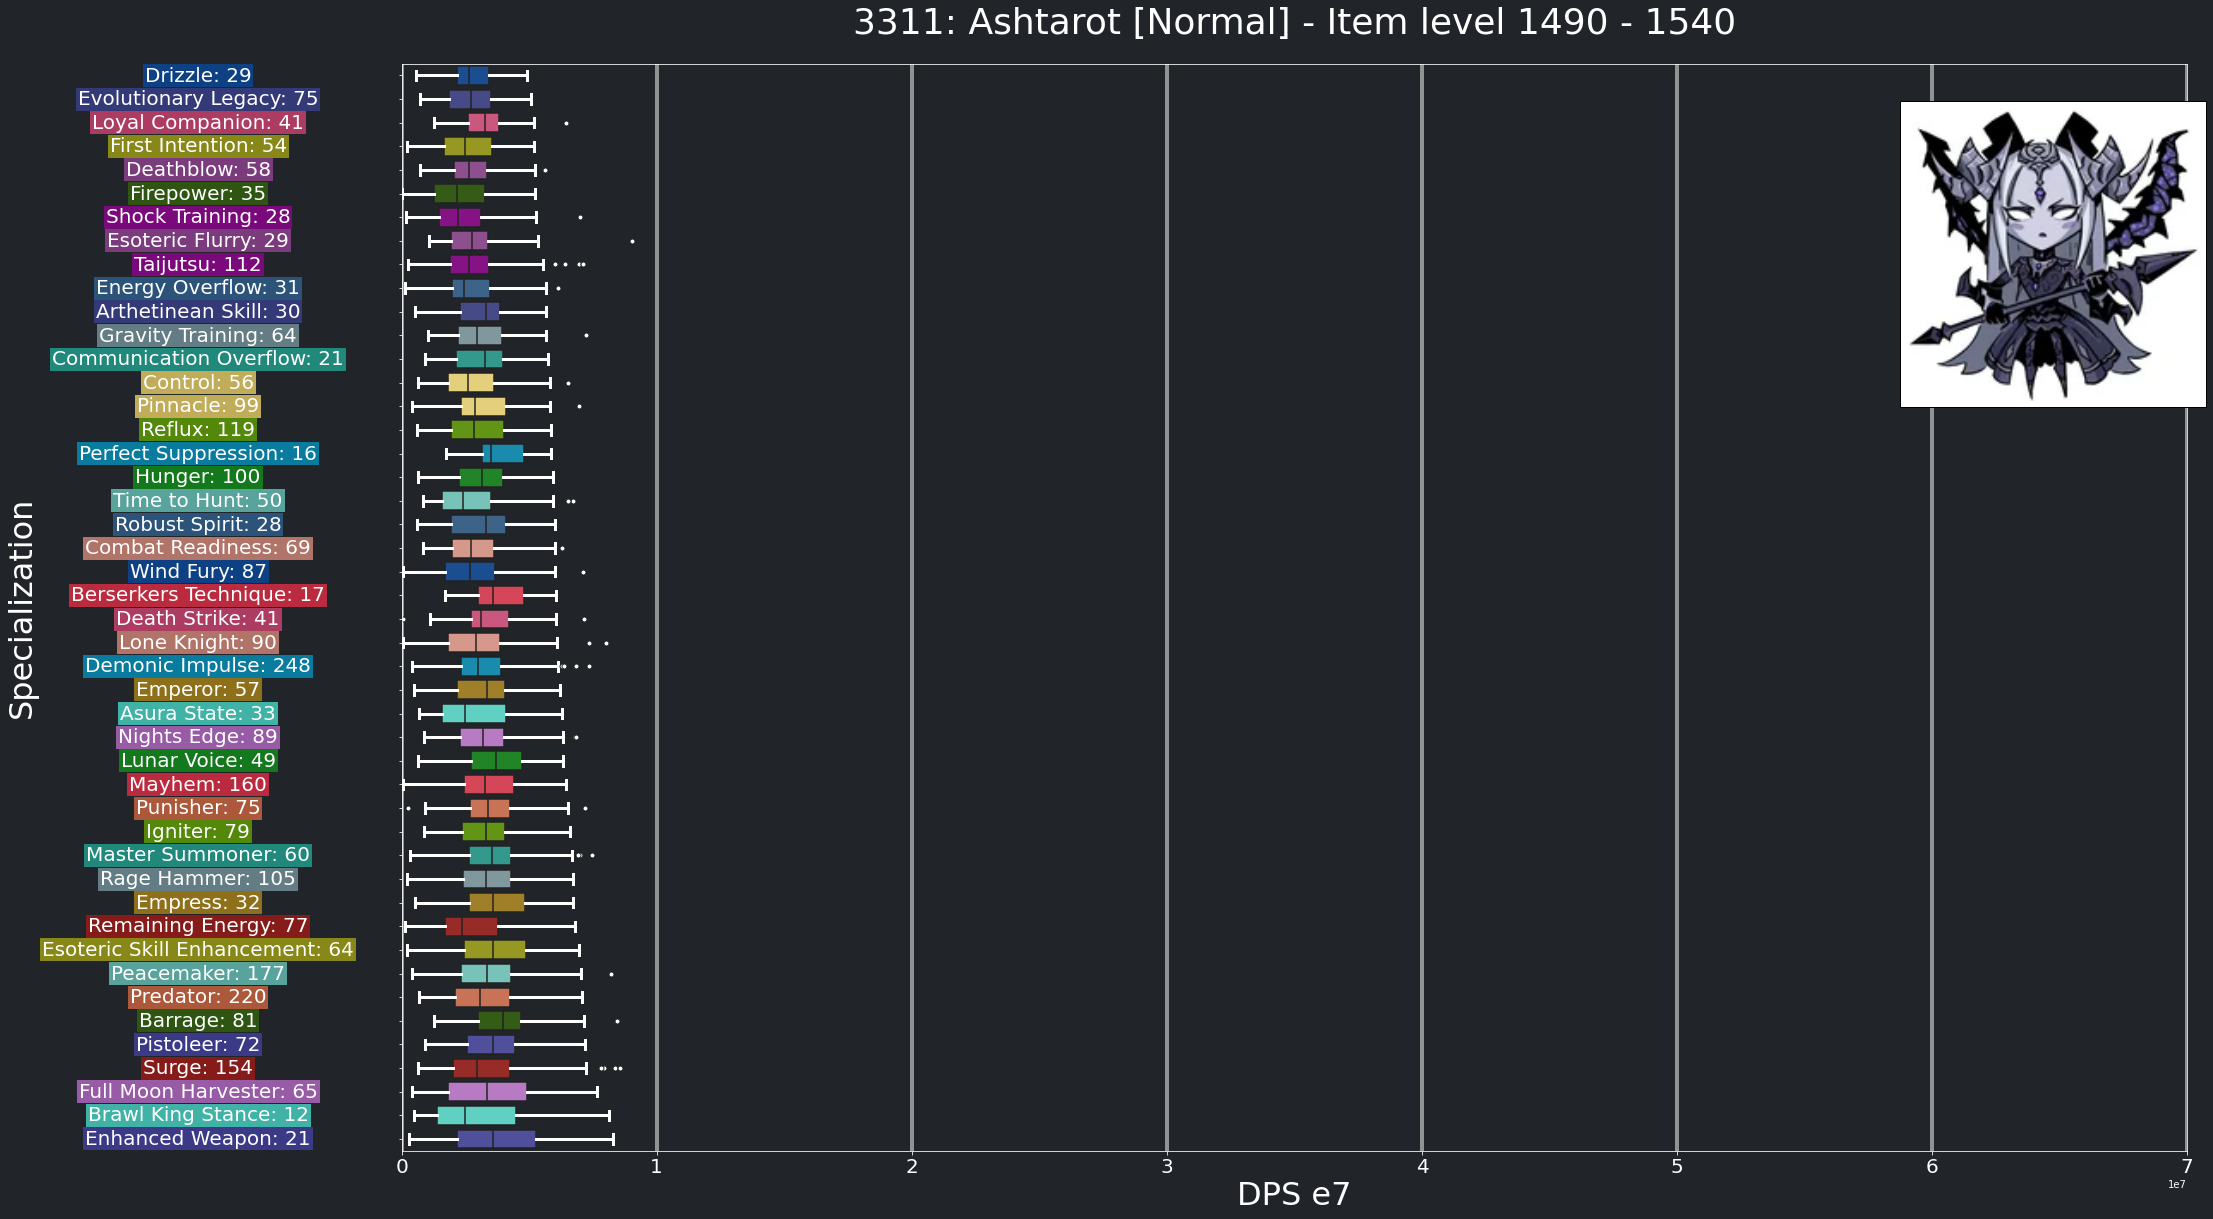 3311: Ashtarot [Normal] - Item level 1490 - 1540
Drizzle: 29
Evolutionary Legacy: 75
Loyal Companion: 41
First Intention: 54
Deathblow: 58
Firepower: 35
Shock Training: 28
Esoteric Flurry: 29
Taijutsu: 112
Energy Overflow: 31
Arthetinean Skill: 30
Gravity Training: 64
Communication Overflow: 21
Control: 56
Pinnacle: 99
Reflux: 119
Perfect Suppression: 16
Hunger: 100
Time to Hunt: 50
Robust Spirit: 28
Combat Readiness: 69
Wind Fury: 87
Berserkers Technique: 17
Death Strike: 41
Lone Knight: 90
Demonic Impulse: 248
Emperor: 57
Asura State: 33
Nights Edge: 89
Lunar Voice: 49
Mayhem: 160
Punisher: 75
Igniter: 79
Master Summoner: 60
Rage Hammer: 105
Empress: 32
Remaining Energy: 77
Esoteric Skill Enhancement: 64
Peacemaker: 177
Predator: 220
Barrage: 81
Pistoleer: 72
Surge: 154
Full Moon Harvester: 65
Brawl King Stance: 12
Enhanced Weapon: 21
Specialization
0 1 2 3 4 5 6 7
1e7
DPS e7